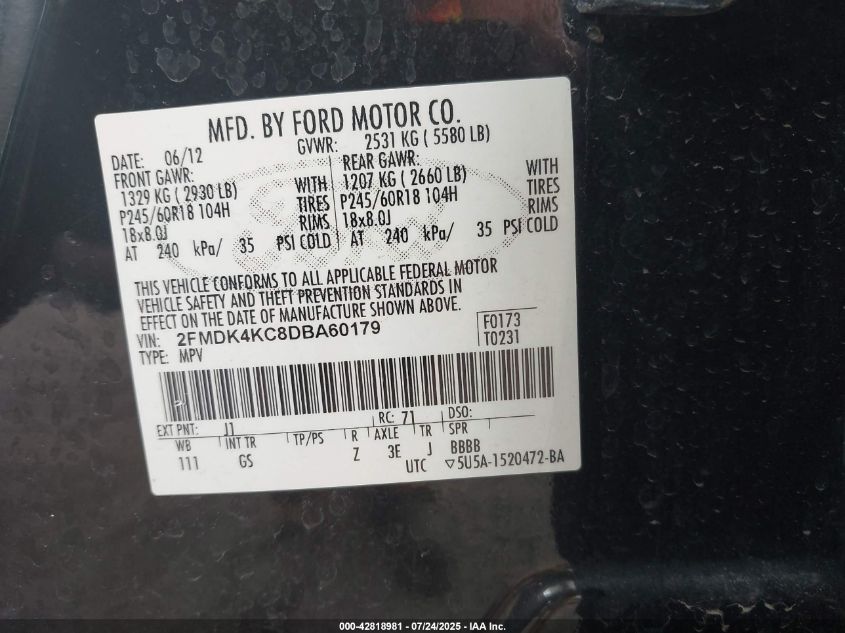 MFD. BY FORD MOTOR CO.
DATE: 06/12 GVWR: 2531 KG ( 5580 LB)
FRONT GAWR: REAR GAWR:
1329 KG ( 2930 LB) WITH 1207 KG ( 2660 LB) WITH
P245/60R18 104H TIRES P245/60R18 104H TIRES
18x8.0J RIMS 18x8.0J RIMS
AT 240 kPa/ 35 PSI COLD AT 240 kPa/ 35 PSI COLD
THIS VEHICLE CONFORMS TO ALL APPLICABLE FEDERAL MOTOR
VEHICLE SAFETY AND THEFT PREVENTION STANDARDS IN
EFFECT ON THE DATE OF MANUFACTURE SHOWN ABOVE.
VIN: 2FMDK4KC8DBA60179 F0173
TYPE: MPV T0231
EXT PNT: J1 RC: 71 DSO:
WB INT TR TP/PS R AXLE TR SPR
111 GS Z 3E J BBBB
UTC ▽5U5A-1520472-BA
000-42818981 - 07/24/2025 - IAA Inc.